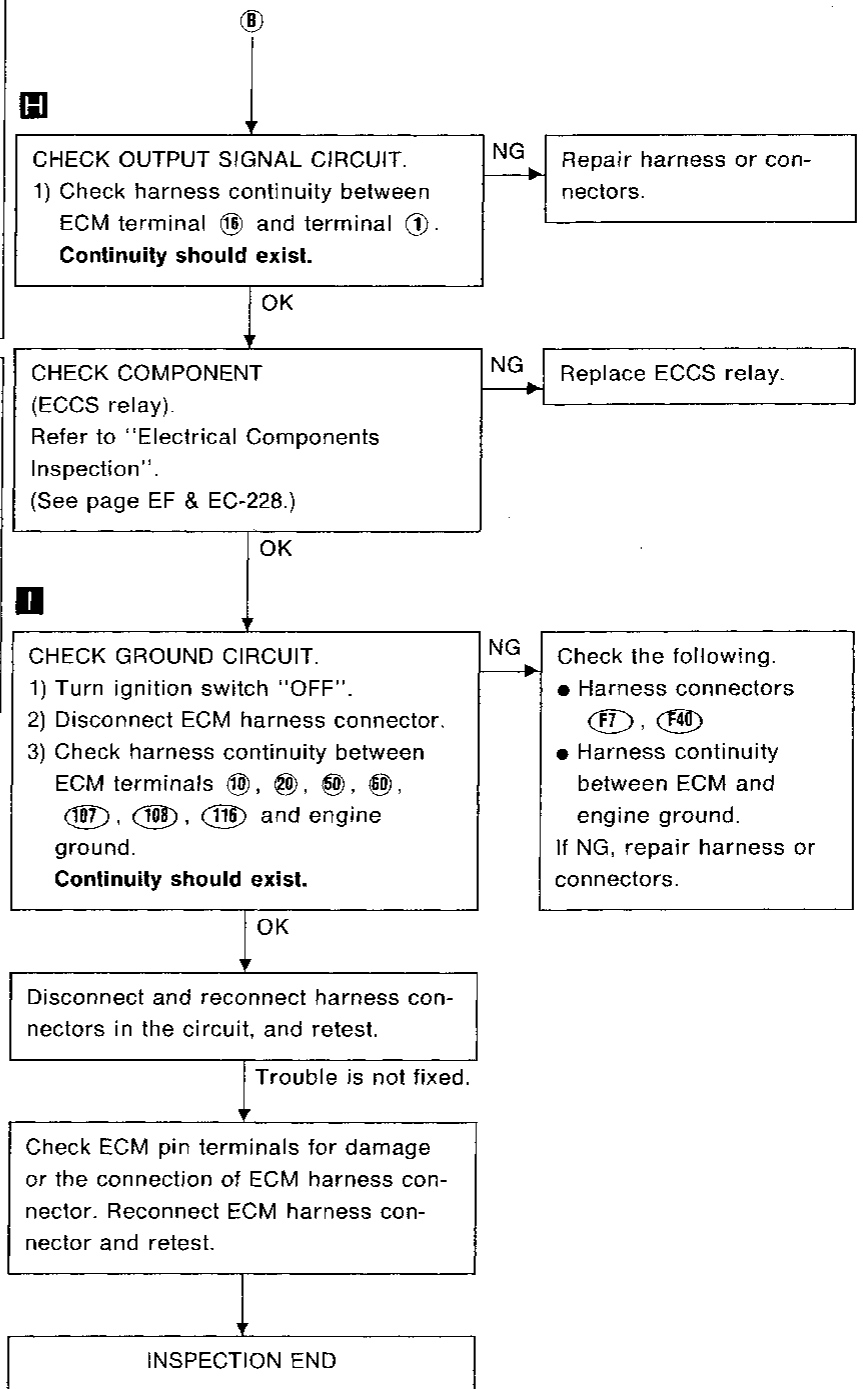 B
H
CHECK OUTPUT SIGNAL CIRCUIT.
1) Check harness continuity between
ECM terminal 16 and terminal 1.
Continuity should exist.
NG
Repair harness or con-
nectors.
OK
CHECK COMPONENT
(ECCS relay).
Refer to "Electrical Components
Inspection".
(See page EF & EC-228.)
NG
Replace ECCS relay.
OK
I
CHECK GROUND CIRCUIT.
1) Turn ignition switch "OFF".
2) Disconnect ECM harness connector.
3) Check harness continuity between
ECM terminals 10, 20, 50, 60,
107, 108, 116 and engine
ground.
Continuity should exist.
NG
Check the following.
● Harness connectors
F7, F40
● Harness continuity
between ECM and
engine ground.
If NG, repair harness or
connectors.
OK
Disconnect and reconnect harness con-
nectors in the circuit, and retest.
Trouble is not fixed.
Check ECM pin terminals for damage
or the connection of ECM harness con-
nector. Reconnect ECM harness con-
nector and retest.
INSPECTION END